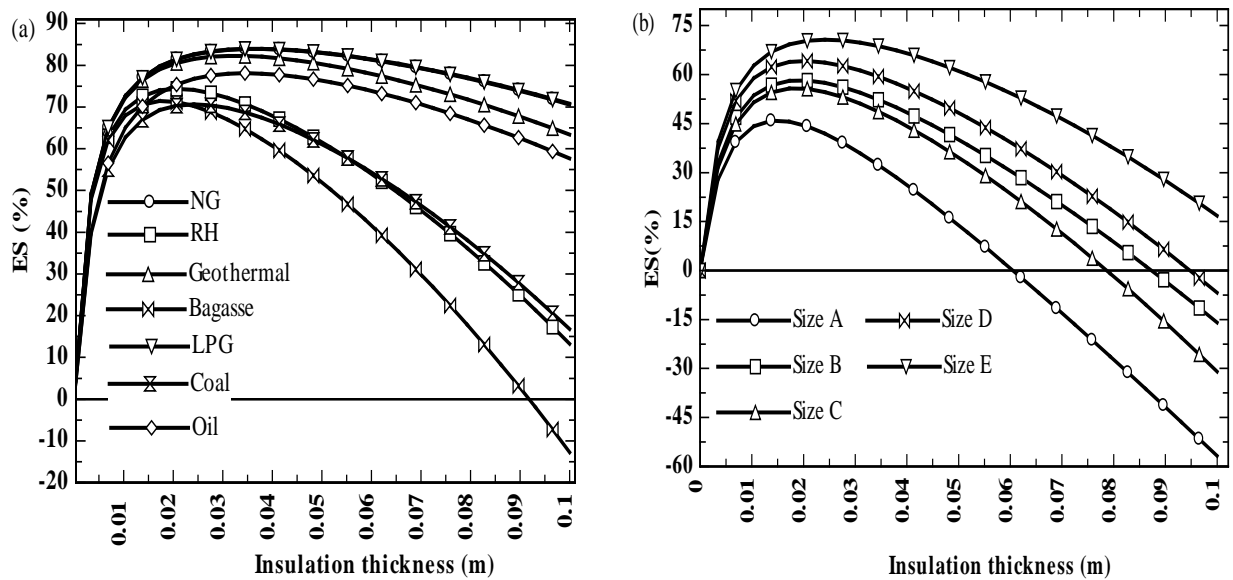 (a)
90
80
70
60
50
40
30
20
10
0
-10
-20
ES (%)
NG
RH
Geothermal
Bagasse
LPG
Coal
Oil
0.01
0.02
0.03
0.04
0.05
0.06
0.07
0.08
0.09
0.1
Insulation thickness (m)
(b)
75
60
45
30
15
0
-15
-30
-45
-60
ES(%)
Size A
Size D
Size B
Size E
Size C
0
0.01
0.02
0.03
0.04
0.05
0.06
0.07
0.08
0.09
0.1
Insulation thickness (m)